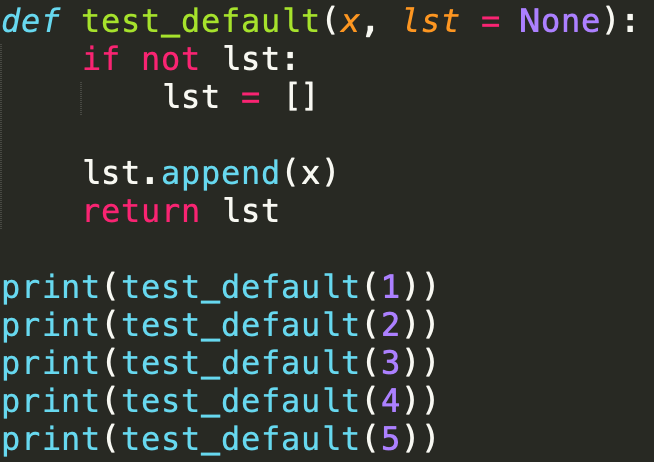 def test_default(x, lst = None):
    if not lst:
        lst = []

    lst.append(x)
    return lst

print(test_default(1))
print(test_default(2))
print(test_default(3))
print(test_default(4))
print(test_default(5))